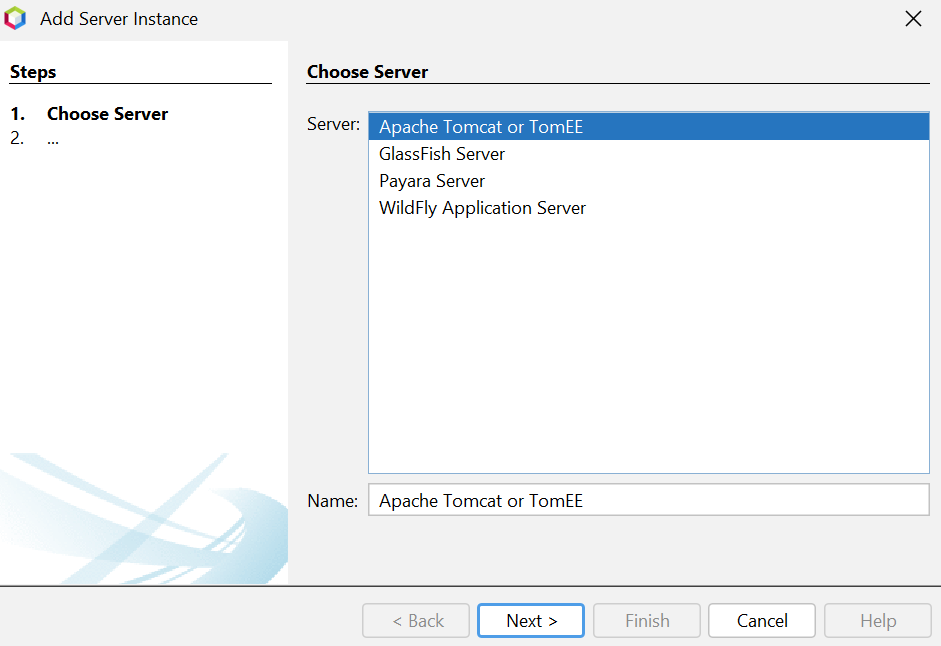 Add Server Instance
Steps
1. Choose Server
2. ...
Choose Server
Server:
Apache Tomcat or TomEE
GlassFish Server
Payara Server
WildFly Application Server
Name: Apache Tomcat or TomEE
< Back Next > Finish Cancel Help